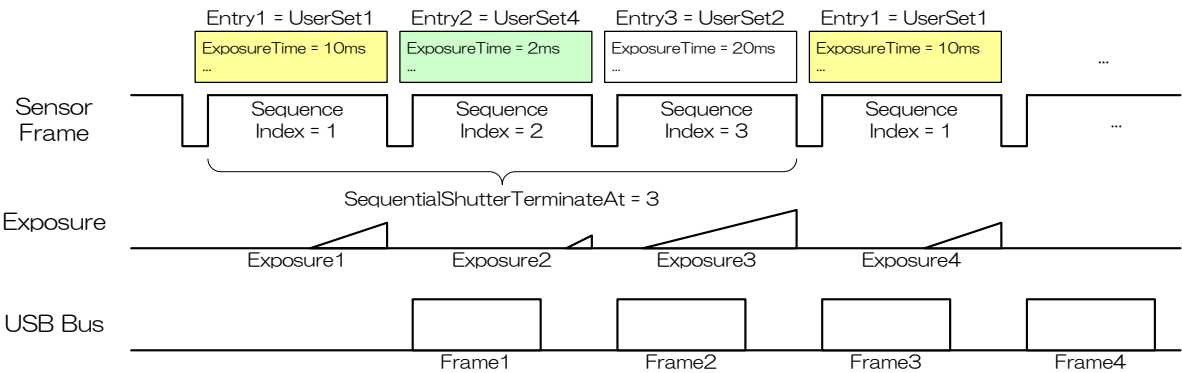 Entry1 = UserSet1 Entry2 = UserSet4 Entry3 = UserSet2 Entry1 = UserSet1
ExposureTime = 10ms ExposureTime = 2ms ExposureTime = 20ms ExposureTime = 10ms
... ... ... ... ...
Sensor Frame
Sequence Index = 1
Sequence Index = 2
Sequence Index = 3
Sequence Index = 1
...
SequentialShutterTerminateAt = 3
Exposure
Exposure1 Exposure2 Exposure3 Exposure4
USB Bus
Frame1 Frame2 Frame3 Frame4